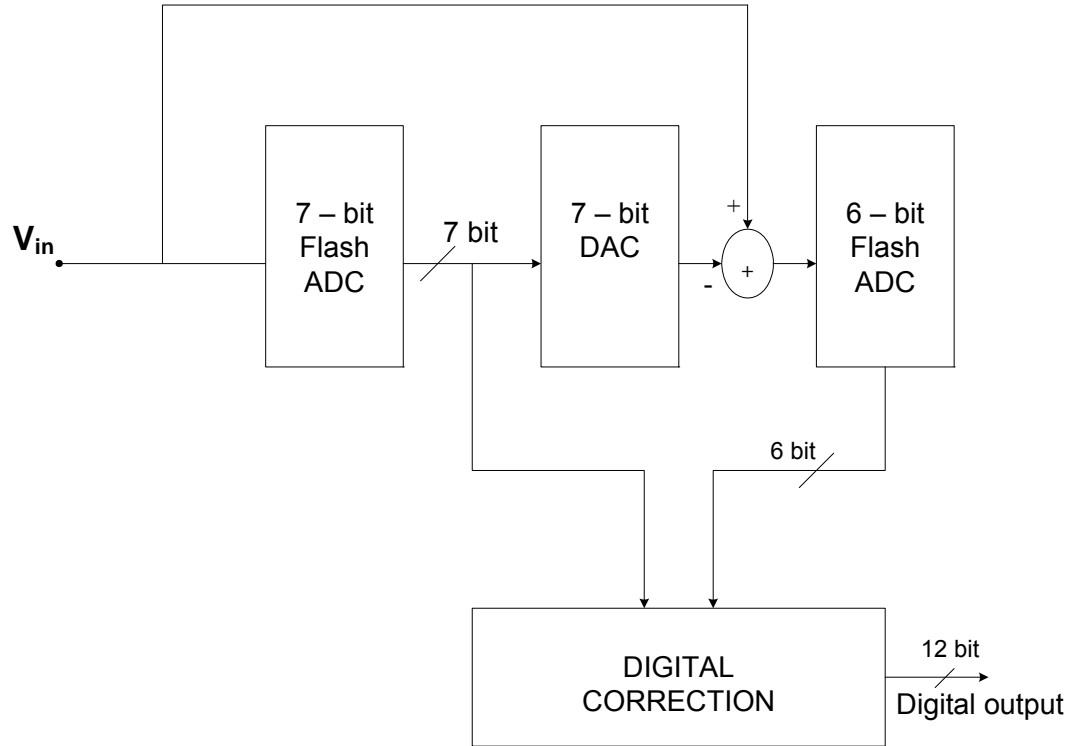 V_in
7 – bit
Flash
ADC
7 bit
7 – bit
DAC
+
-
+
6 – bit
Flash
ADC
6 bit
DIGITAL
CORRECTION
12 bit
Digital output